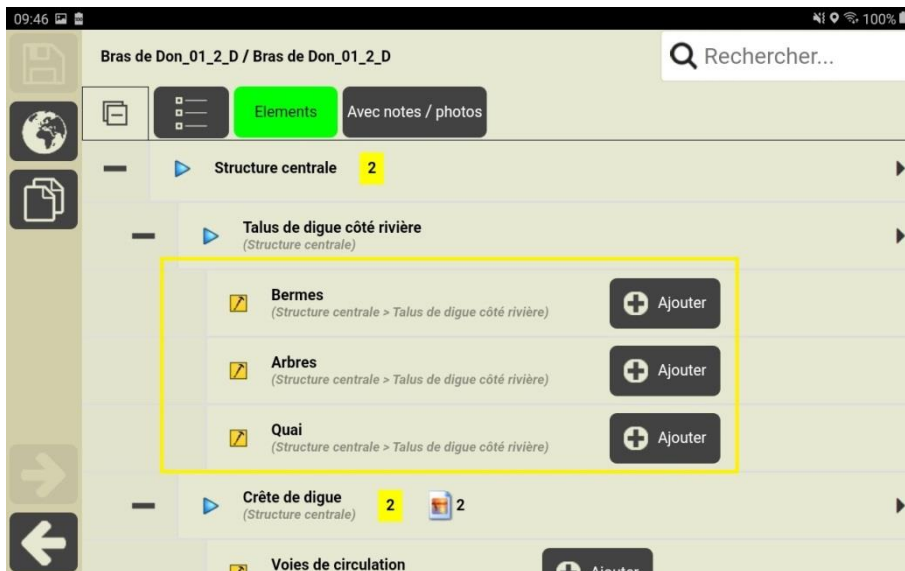 09:46
100%
Bras de Don_01_2_D / Bras de Don_01_2_D
Rechercher...
Elements
Avec notes / photos
Structure centrale 2
Talus de digue côté rivière
(Structure centrale)
Bermes
(Structure centrale > Talus de digue côté rivière)
Ajouter
Arbres
(Structure centrale > Talus de digue côté rivière)
Ajouter
Quai
(Structure centrale > Talus de digue côté rivière)
Ajouter
Crête de digue 2 2
(Structure centrale)
Voies de circulation
Ajouter